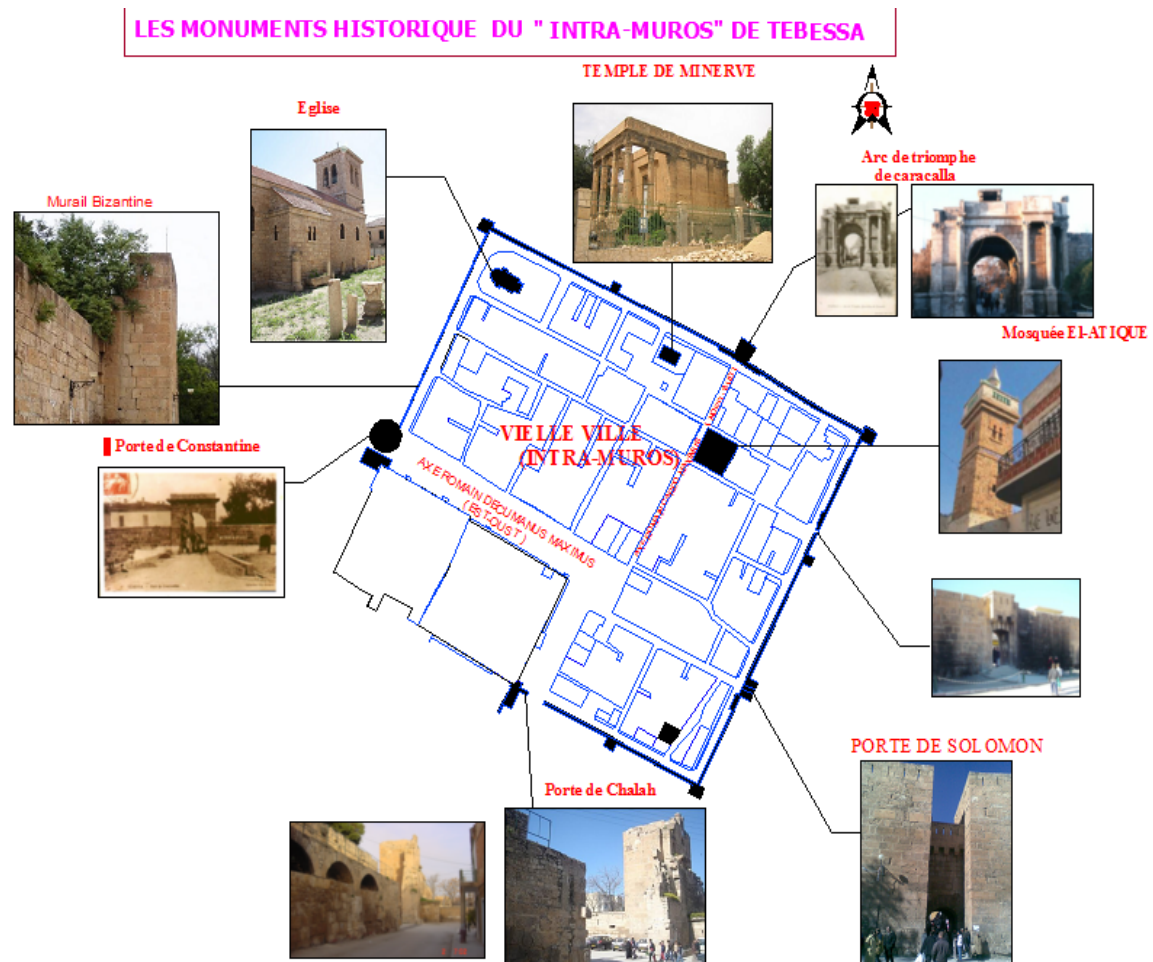 LES MONUMENTS HISTORIQUE DU " INTRA-MUROS" DE TEBESSA
TEMPLE DE MINERVE
Eglise
Arc de triomphe
de caracalla
Murail Bizantine
Mosquée El-ATIQUE
Porte de Constantine
VIELLE VILLE
(INTRA-MUROS)
AXE ROMAIN DECUMANUS MAXIMUS
( EST-OUST )
PORTE DE SOLOMON
Porte de Chalah